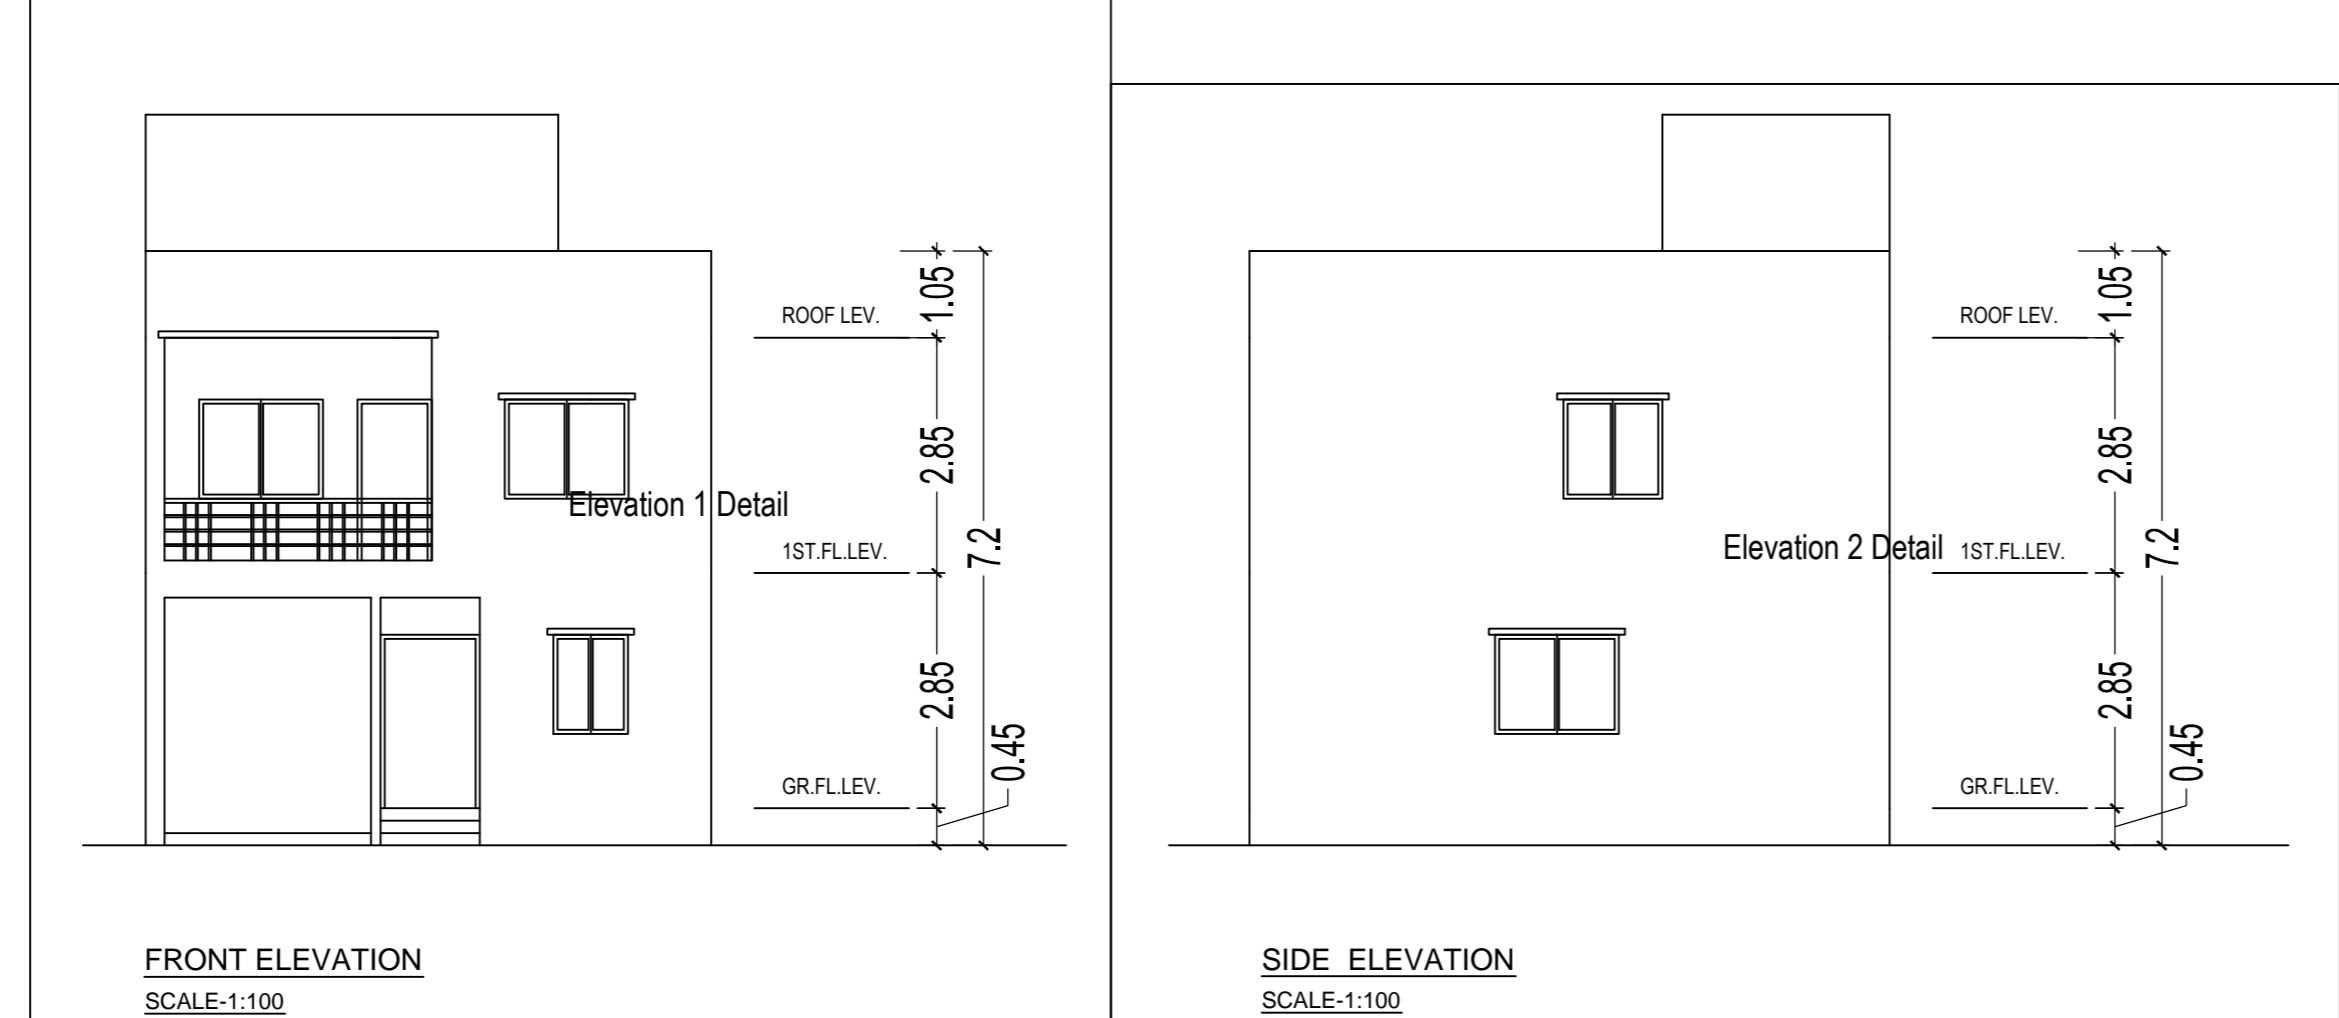 1.05
ROOF LEV.
2.85
Elevation 1 Detail
1ST.FL.LEV.
7.2
2.85
0.45
GR.FL.LEV.
FRONT ELEVATION
SCALE-1:100
1.05
ROOF LEV.
2.85
Elevation 2 Detail
1ST.FL.LEV.
7.2
2.85
0.45
GR.FL.LEV.
SIDE ELEVATION
SCALE-1:100